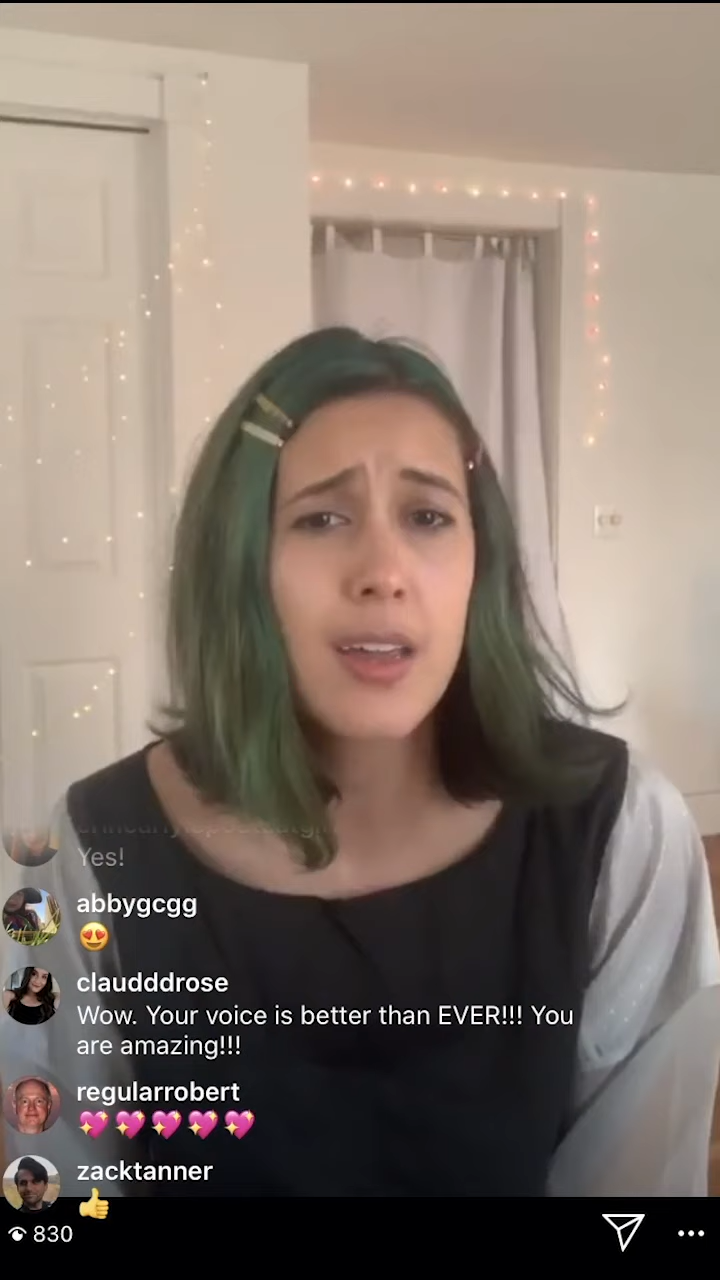 Yes!
abbygcgg
😍
claudddrose
Wow. Your voice is better than EVER!!! You
are amazing!!!
regularrobert
💖💖💖💖💖
zacktanner
👍
830